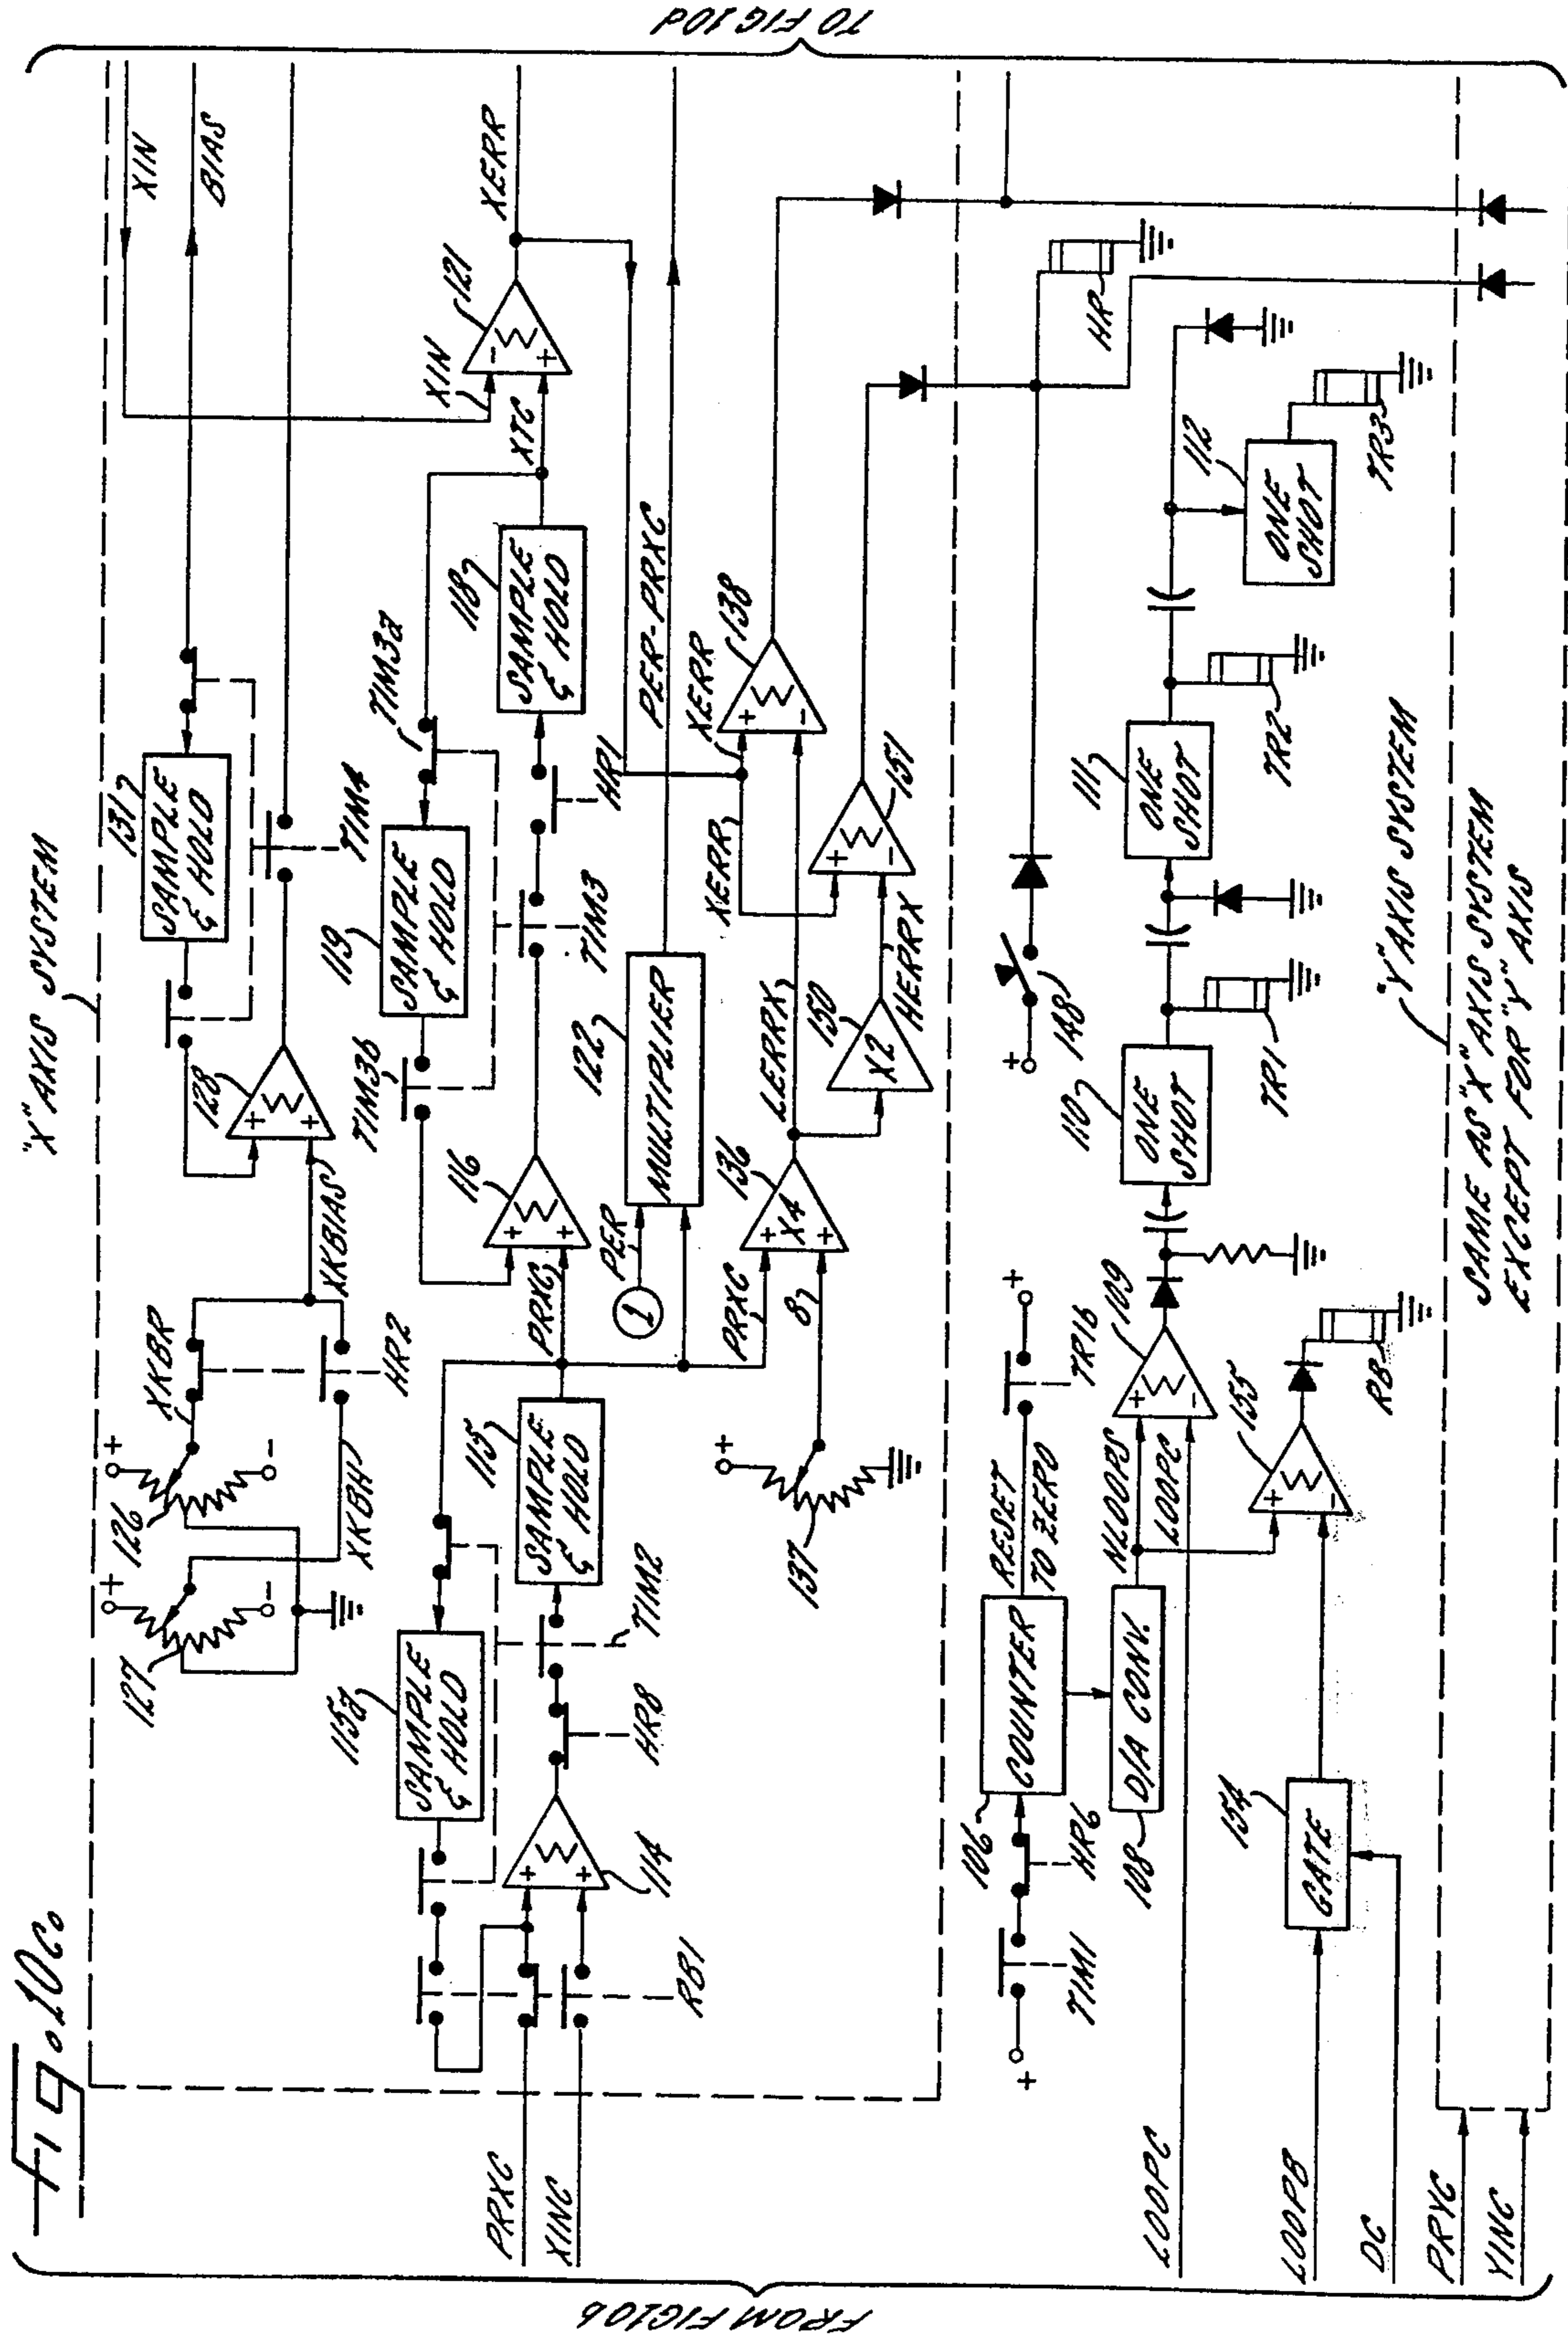 Fig. 10c.
"X" AXIS SYSTEM
TO FIG 10d
FROM FIG 10b
XIN
BIAS
131
SAMPLE
& HOLD
TIM4
128
XKBIAS
XKBR
HR2
XKBH
126
127
+
-
+
-
+
+
XIN
121
Σ
-
+
XERR
XTC
TIM3a
118
SAMPLE
& HOLD
119
SAMPLE
& HOLD
TIM3b
TIM3
HR1
116
Σ
+
+
PRXC
PER-PRXC
122
MULTIPLIER
PER
1
115
SAMPLE
& HOLD
115a
SAMPLE
& HOLD
TIM2
HR8
114
Σ
+
+
RB1
PRXC
XINC
XERR
138
Σ
+
-
XERR
151
Σ
+
-
LERRX
HERRX
150
X2
136
X4
+
+
PRXC
8
137
+
HR
148
+
RESET
TO ZERO
TR1b
+
COUNTER
106
HR6
TIM1
+
108
D/A CONV.
NLOOPS
LOOPC
109
Σ
+
-
110
ONE
SHOT
TR1
111
ONE
SHOT
TR2
112
ONE
SHOT
TR3
155
Σ
+
-
RB
154
GATE
LOOPC
LOOPB
DC
PRYC
YINC
"Y" AXIS SYSTEM
SAME AS "X" AXIS SYSTEM
EXCEPT FOR "Y" AXIS